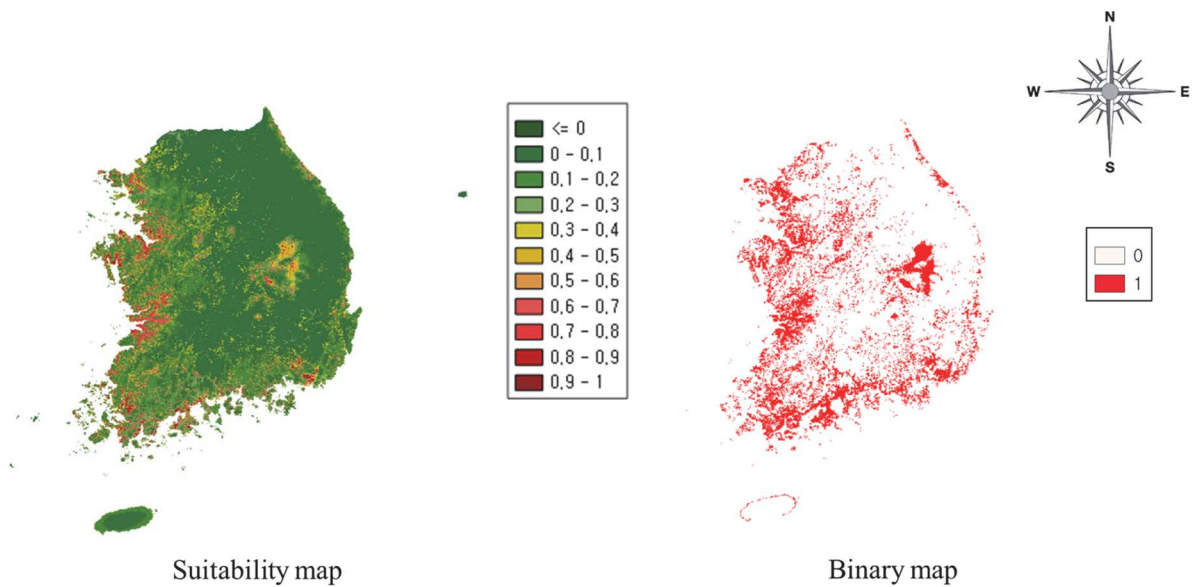 N
W E
S
<= 0
0 - 0,1
0,1 - 0,2
0,2 - 0,3
0,3 - 0,4
0,4 - 0,5
0,5 - 0,6
0,6 - 0,7
0,7 - 0,8
0,8 - 0,9
0,9 - 1
0
1
Suitability map
Binary map